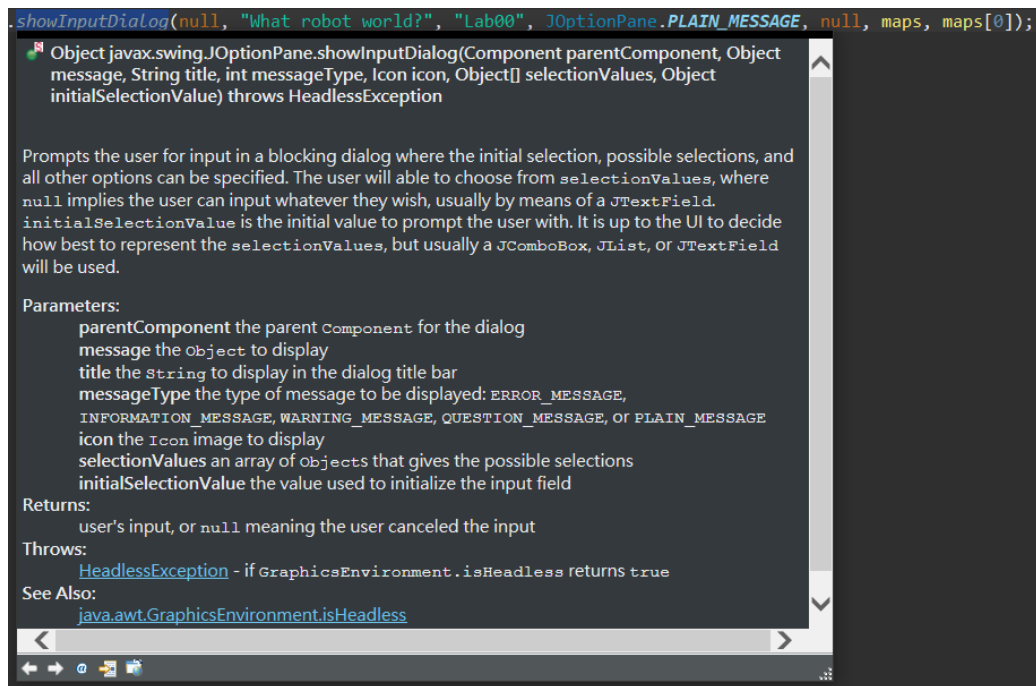 .showInputDialog(null, "What robot world?", "Lab00", JOptionPane.PLAIN_MESSAGE, null, maps, maps[0]);
Object javax.swing.JOptionPane.showInputDialog(Component parentComponent, Object
message, String title, int messageType, Icon icon, Object[] selectionValues, Object
initialSelectionValue) throws HeadlessException
Prompts the user for input in a blocking dialog where the initial selection, possible selections, and
all other options can be specified. The user will able to choose from selectionValues, where
null implies the user can input whatever they wish, usually by means of a JTextField.
initialSelectionValue is the initial value to prompt the user with. It is up to the UI to decide
how best to represent the selectionValues, but usually a JComboBox, JList, or JTextField
will be used.
Parameters:
parentComponent the parent Component for the dialog
message the Object to display
title the String to display in the dialog title bar
messageType the type of message to be displayed: ERROR_MESSAGE,
INFORMATION_MESSAGE, WARNING_MESSAGE, QUESTION_MESSAGE, or PLAIN_MESSAGE
icon the Icon image to display
selectionValues an array of Objects that gives the possible selections
initialSelectionValue the value used to initialize the input field
Returns:
user's input, or null meaning the user canceled the input
Throws:
HeadlessException - if GraphicsEnvironment.isHeadless returns true
See Also:
java.awt.GraphicsEnvironment.isHeadless